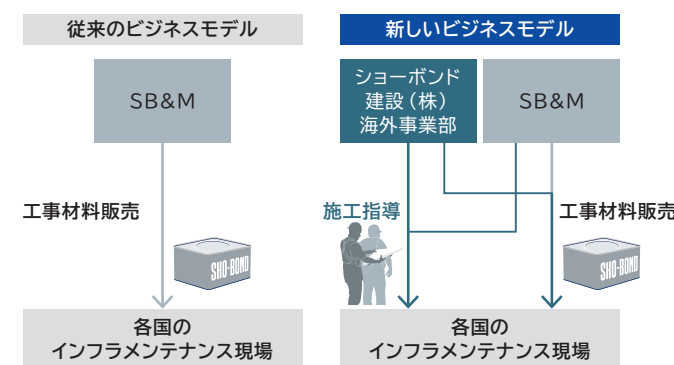 従来のビジネスモデル
SB&M
工事材料販売
SHO-BOND
各国の
インフラメンテナンス現場
新しいビジネスモデル
ショーボンド
建設(株)
海外事業部
SB&M
施工指導
工事材料販売
SHO-BOND
各国の
インフラメンテナンス現場